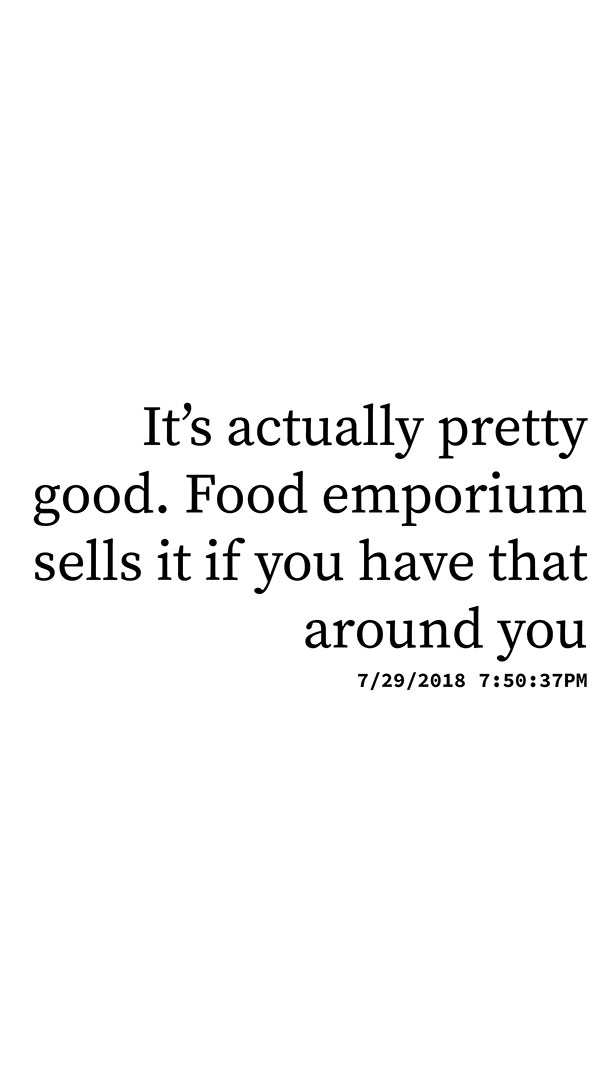 It’s actually pretty
good. Food emporium
sells it if you have that
around you
7/29/2018 7:50:37PM